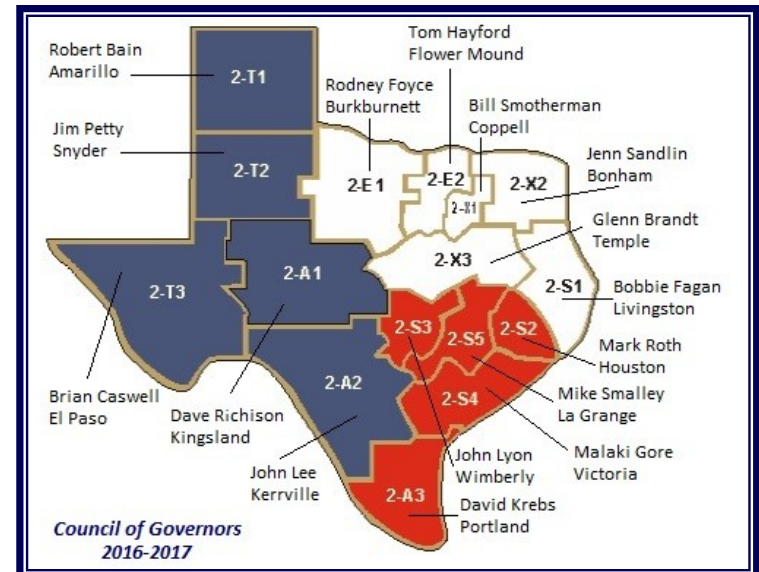 Robert Bain
Amarillo
Tom Hayford
Flower Mound
Rodney Foyce
Burkburnett
Bill Smotherman
Coppell
Jim Petty
Snyder
Jenn Sandlin
Bonham
Glenn Brandt
Temple
Bobbie Fagan
Livingston
Mark Roth
Houston
Mike Smalley
La Grange
Malaki Gore
Victoria
John Lyon
Wimberly
David Krebs
Portland
John Lee
Kerrville
Dave Richison
Kingsland
Brian Caswell
El Paso
2-T1
2-T2
2-E1
2-E2
2-X1
2-X2
2-T3
2-A1
2-X3
2-S1
2-S3
2-S5
2-S2
2-A2
2-S4
2-A3
Council of Governors
2016-2017